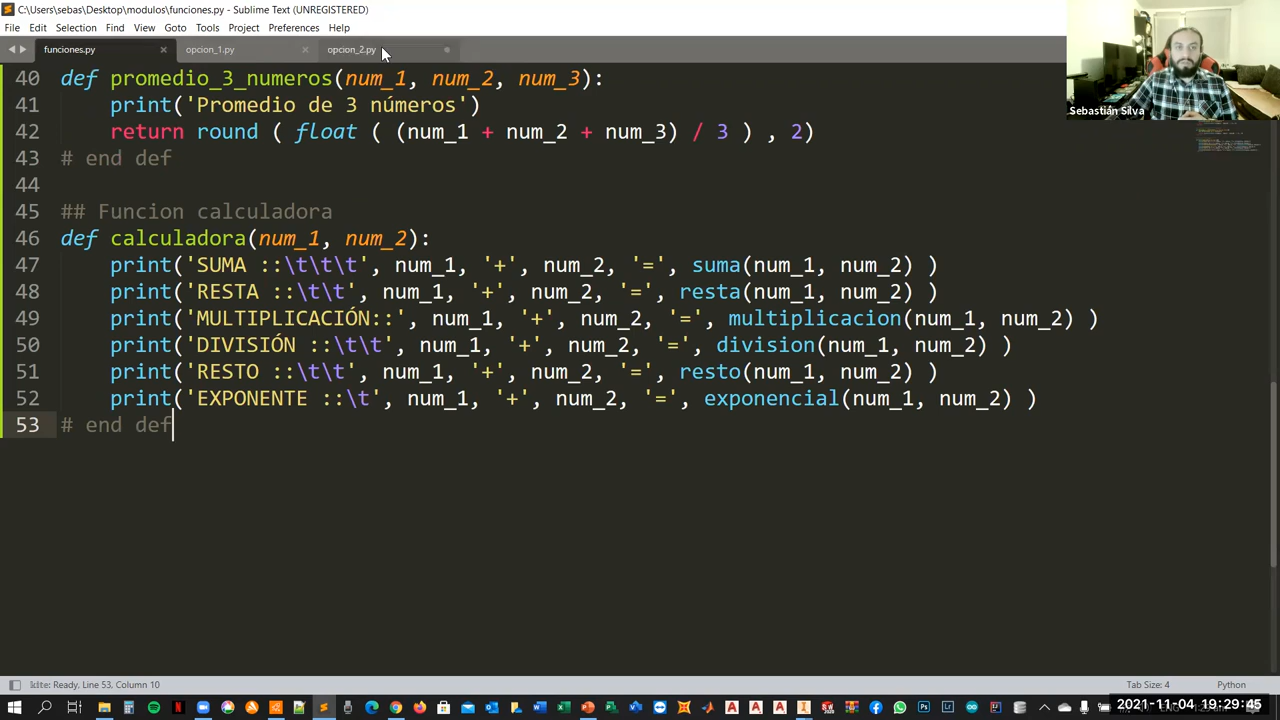 C:\Users\sebas\Desktop\modulos\funciones.py - Sublime Text (UNREGISTERED)
File Edit Selection Find View Goto Tools Project Preferences Help
funciones.py opcion_1.py opcion_2.py
Sebastián Silva
40 def promedio_3_numeros(num_1, num_2, num_3):
41 print('Promedio de 3 números')
42 return round ( float ( (num_1 + num_2 + num_3) / 3 ) , 2)
43 # end def
44
45 ## Funcion calculadora
46 def calculadora(num_1, num_2):
47 print('SUMA ::\t\t\t', num_1, '+', num_2, '=', suma(num_1, num_2) )
48 print('RESTA ::\t\t', num_1, '+', num_2, '=', resta(num_1, num_2) )
49 print('MULTIPLICACIÓN::', num_1, '+', num_2, '=', multiplicacion(num_1, num_2) )
50 print('DIVISIÓN ::\t\t', num_1, '+', num_2, '=', division(num_1, num_2) )
51 print('RESTO ::\t\t', num_1, '+', num_2, '=', resto(num_1, num_2) )
52 print('EXPONENTE ::\t', num_1, '+', num_2, '=', exponencial(num_1, num_2) )
53 # end def
Kite: Ready, Line 53, Column 10 Tab Size: 4 Python
2021-11-04 19:29:45